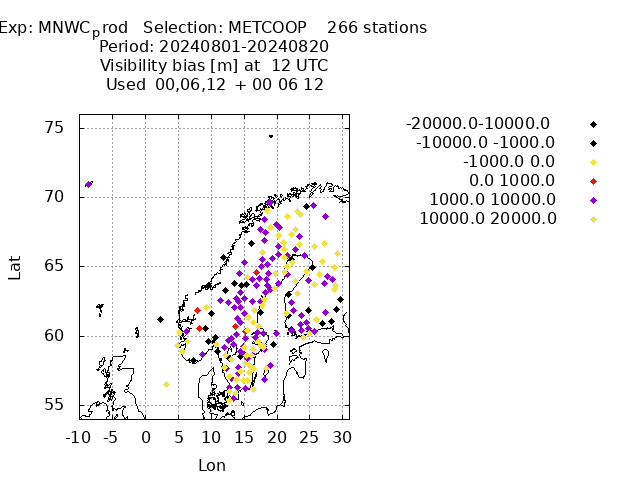 Exp: MNWCprod Selection: METCOOP 266 stations
Period: 20240801-20240820
Visibility bias [m] at 12 UTC
Used 00,06,12 + 00 06 12
-20000.0-10000.0
-10000.0 -1000.0
-1000.0 0.0
0.0 1000.0
1000.0 10000.0
10000.0 20000.0
75
70
65
60
55
Lat
-10 -5 0 5 10 15 20 25 30
Lon